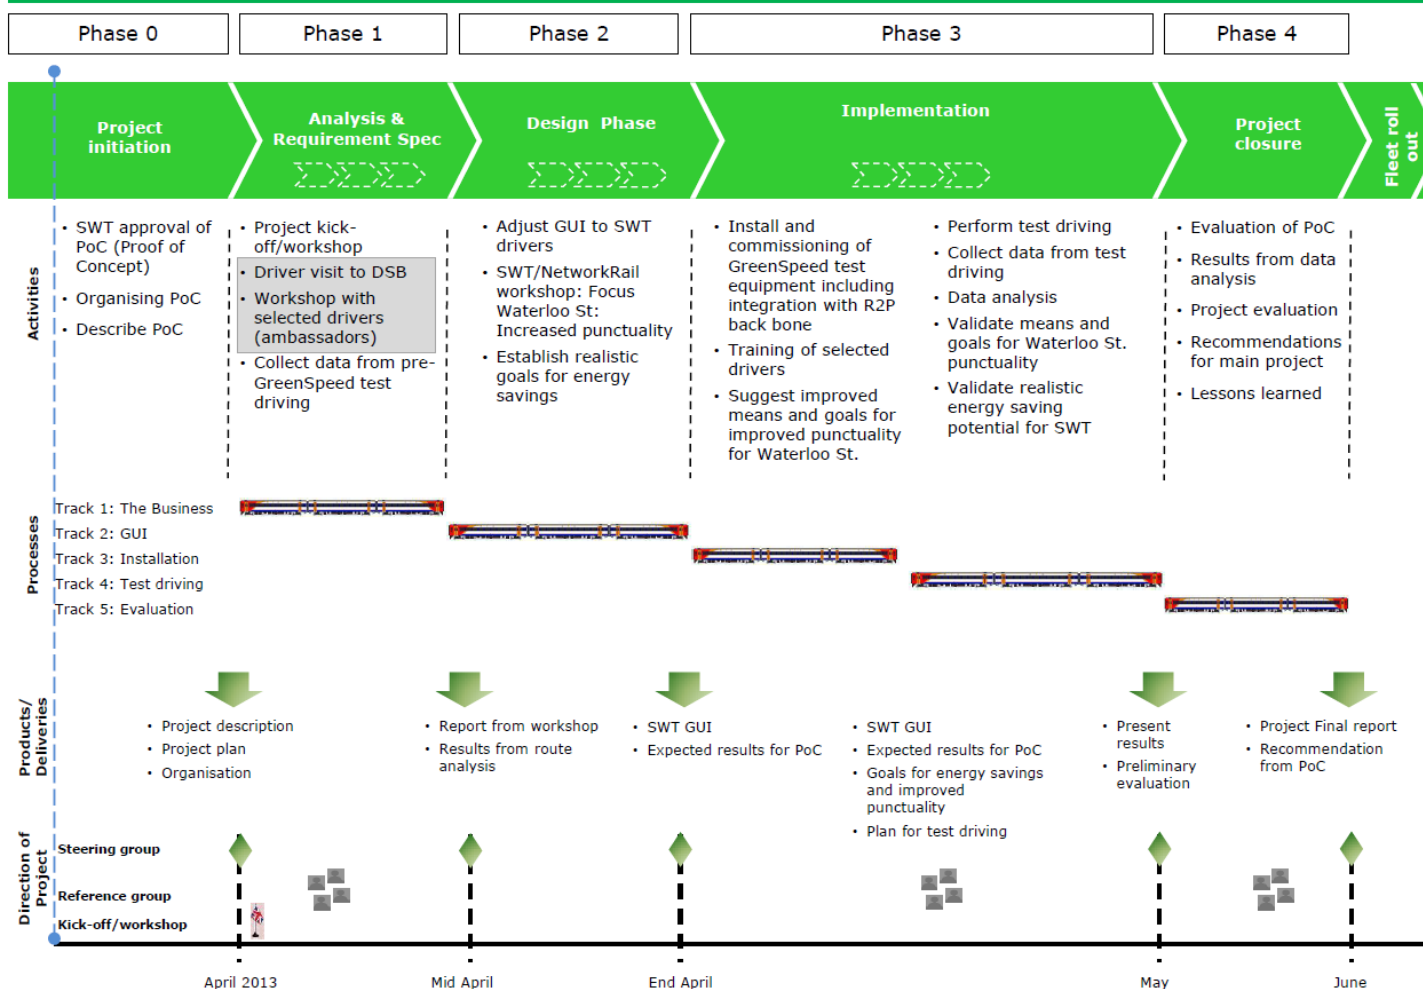 Phase 0
Phase 1
Phase 2
Phase 3
Phase 4
Project
initiation
Analysis &
Requirement Spec
Design Phase
Implementation
Project
closure
Fleet roll
out
Activities
• SWT approval of
PoC (Proof of
Concept)
• Organising PoC
• Describe PoC
• Project kick-
off/workshop
• Driver visit to DSB
• Workshop with
selected drivers
(ambassadors)
• Collect data from pre-
GreenSpeed test
driving
• Adjust GUI to SWT
drivers
• SWT/NetworkRail
workshop: Focus
Waterloo St:
Increased punctuality
• Establish realistic
goals for energy
savings
• Install and
commissioning of
GreenSpeed test
equipment including
integration with R2P
back bone
• Training of selected
drivers
• Suggest improved
means and goals for
improved punctuality
for Waterloo St.
• Perform test driving
• Collect data from test
driving
• Data analysis
• Validate means and
goals for Waterloo St.
punctuality
• Validate realistic
energy saving
potential for SWT
• Evaluation of PoC
• Results from data
analysis
• Project evaluation
• Recommendations
for main project
• Lessons learned
Processes
Track 1: The Business
Track 2: GUI
Track 3: Installation
Track 4: Test driving
Track 5: Evaluation
Products/
Deliveries
• Project description
• Project plan
• Organisation
• Report from workshop
• Results from route
analysis
• SWT GUI
• Expected results for PoC
• SWT GUI
• Expected results for PoC
• Goals for energy savings
and improved
punctuality
• Plan for test driving
• Present
results
• Preliminary
evaluation
• Project Final report
• Recommendation
from PoC
Direction of
Project
Steering group
Reference group
Kick-off/workshop
April 2013
Mid April
End April
May
June